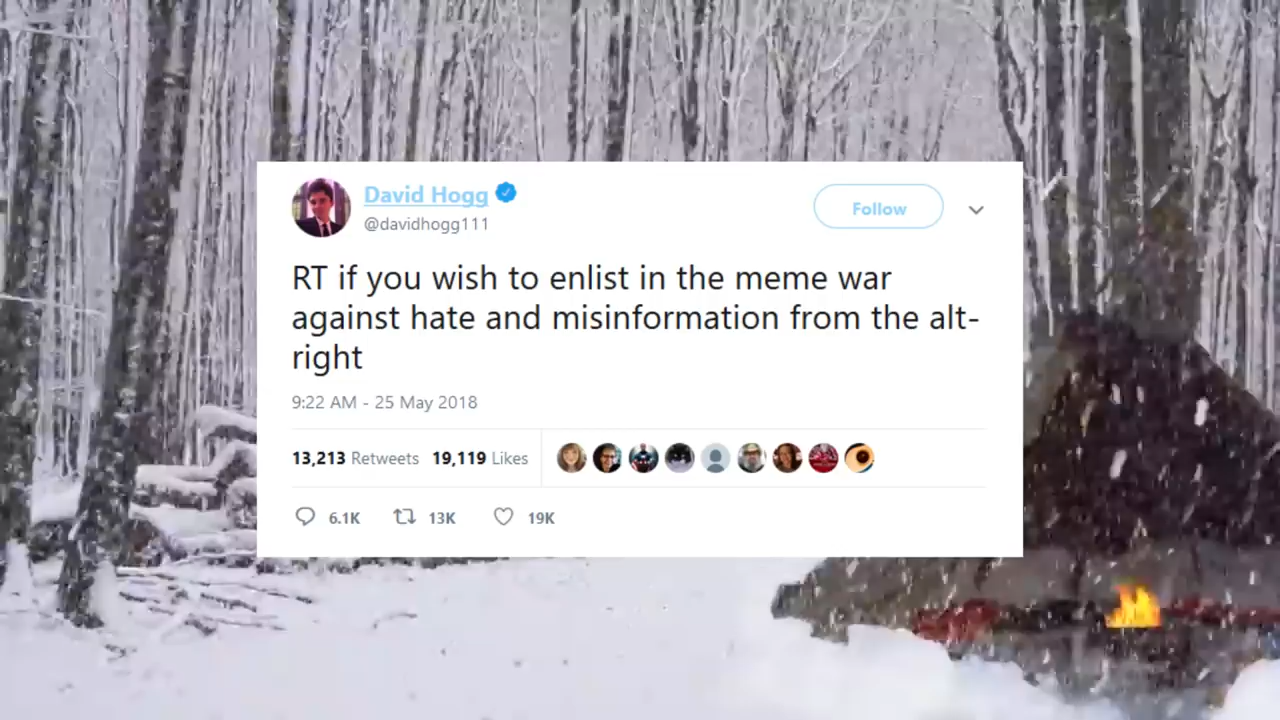 David Hogg
@davidhogg111
Follow
RT if you wish to enlist in the meme war
against hate and misinformation from the alt-
right
9:22 AM - 25 May 2018
13,213 Retweets 19,119 Likes
6.1K 13K 19K